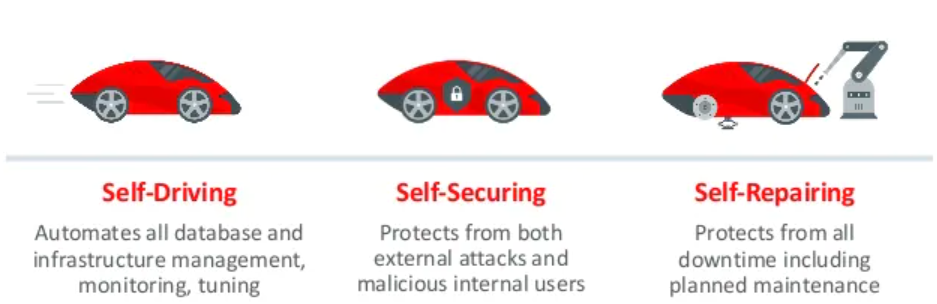 Self-Driving
Automates all database and
infrastructure management,
monitoring, tuning
Self-Securing
Protects from both
external attacks and
malicious internal users
Self-Repairing
Protects from all
downtime including
planned maintenance